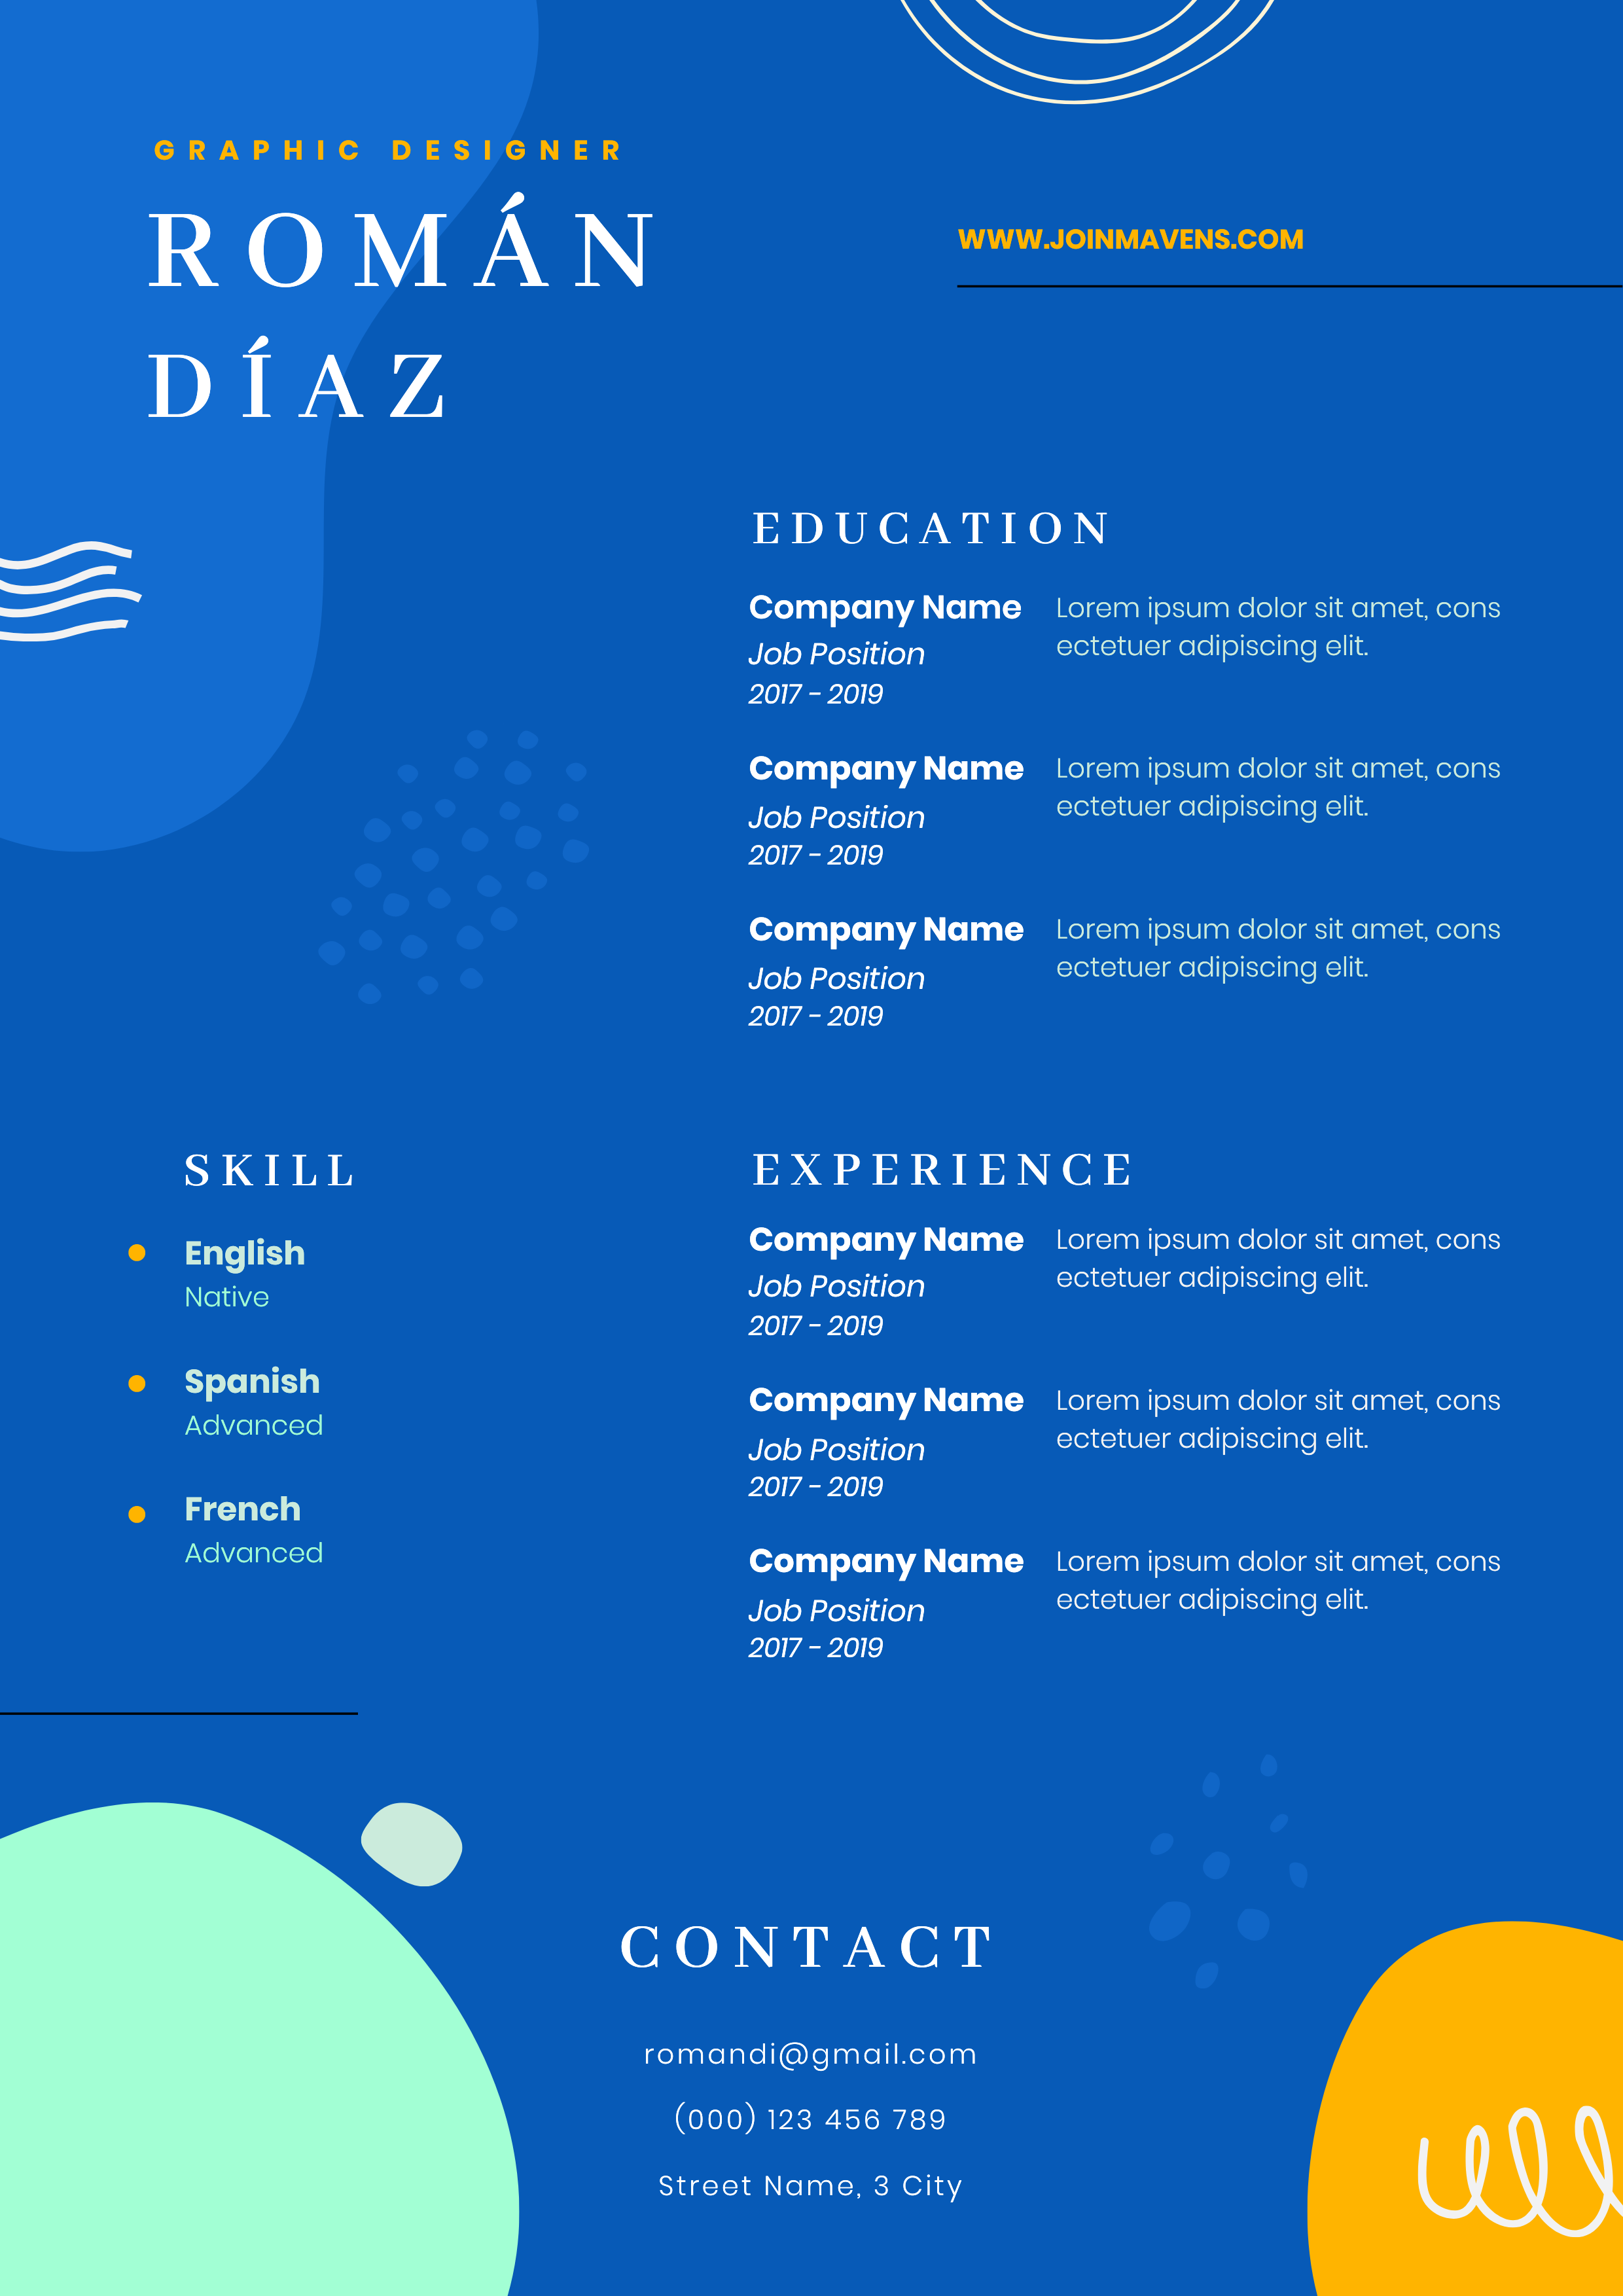 GRAPHIC DESIGNER
ROMÁN
DÍAZ
WWW.JOINMAVENS.COM
EDUCATION
Company Name
Job Position
2017 - 2019
Lorem ipsum dolor sit amet, cons
ectetuer adipiscing elit.
Company Name
Job Position
2017 - 2019
Lorem ipsum dolor sit amet, cons
ectetuer adipiscing elit.
Company Name
Job Position
2017 - 2019
Lorem ipsum dolor sit amet, cons
ectetuer adipiscing elit.
SKILL
English
Native
Spanish
Advanced
French
Advanced
EXPERIENCE
Company Name
Job Position
2017 - 2019
Lorem ipsum dolor sit amet, cons
ectetuer adipiscing elit.
Company Name
Job Position
2017 - 2019
Lorem ipsum dolor sit amet, cons
ectetuer adipiscing elit.
Company Name
Job Position
2017 - 2019
Lorem ipsum dolor sit amet, cons
ectetuer adipiscing elit.
CONTACT
romandi@gmail.com
(000) 123 456 789
Street Name, 3 City